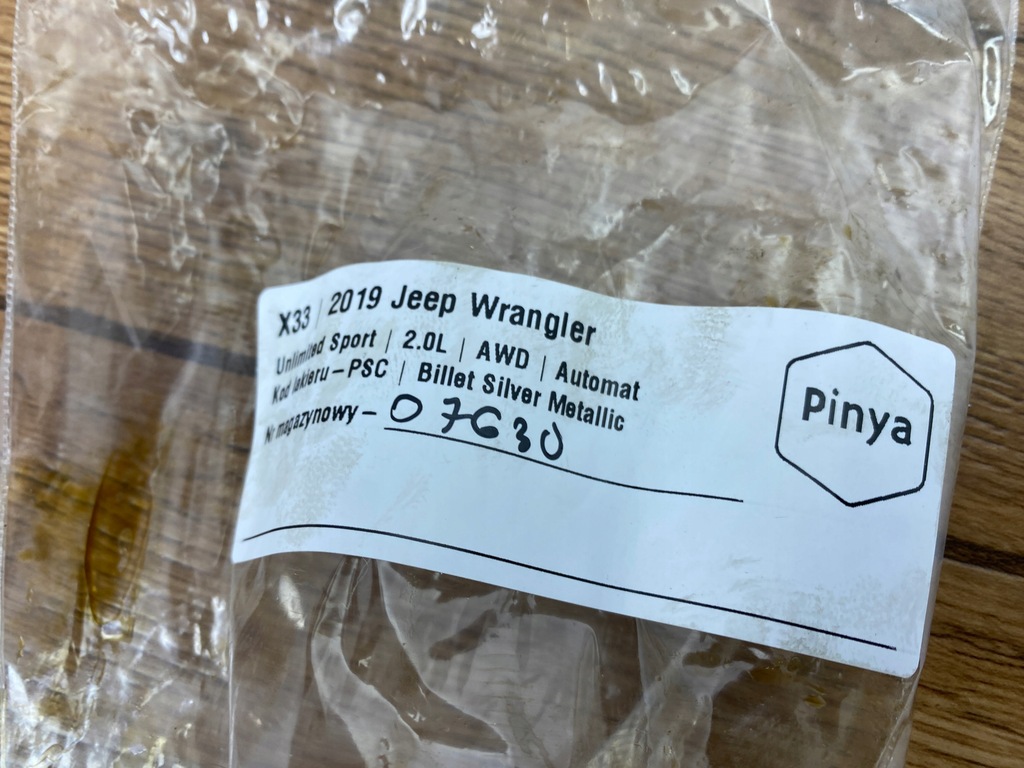 X33 | 2019 Jeep Wrangler
Unlimited Sport | 2.0L | AWD | Automat
Kod lakieru – PSC | Billet Silver Metallic
Nr magazynowy – 07630
Pinya